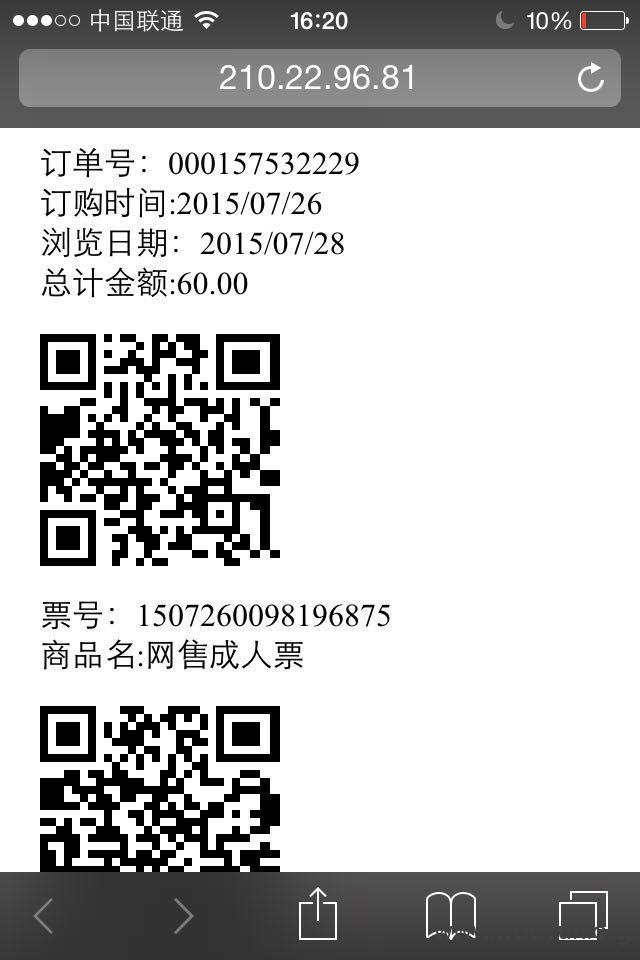 中国联通 16:20 10%
210.22.96.81
订单号：000157532229
订购时间:2015/07/26
浏览日期：2015/07/28
总计金额:60.00
票号：1507260098196875
商品名:网售成人票